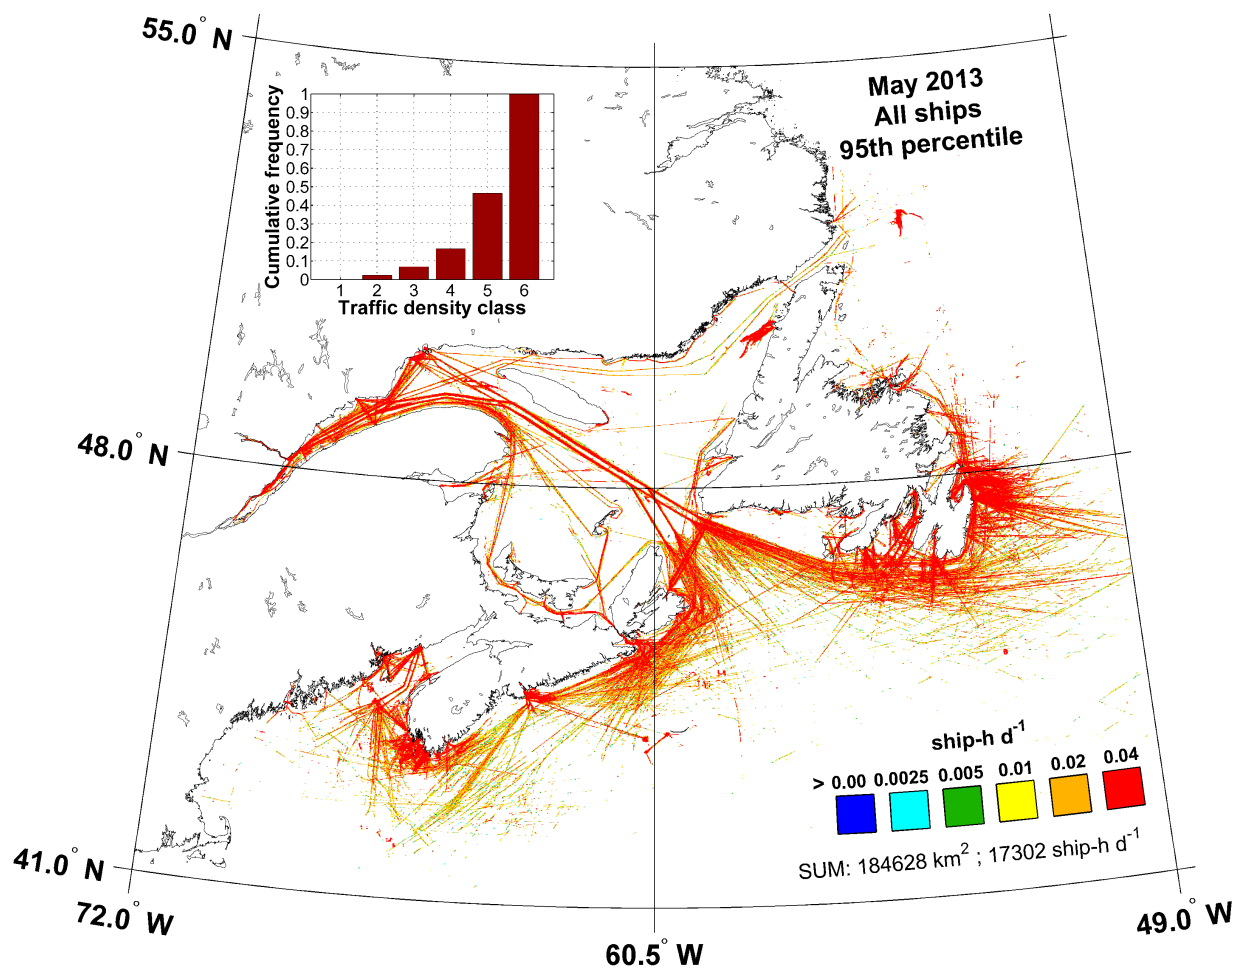 55.0° N
May 2013
All ships
95th percentile
Cumulative frequency
1
0.9
0.8
0.7
0.6
0.5
0.4
0.3
0.2
0.1
0
1 2 3 4 5 6
Traffic density class
48.0° N
ship-h d⁻¹
> 0.00 0.0025 0.005 0.01 0.02 0.04
SUM: 184628 km² ; 17302 ship-h d⁻¹
41.0° N
72.0° W
60.5° W
49.0° W